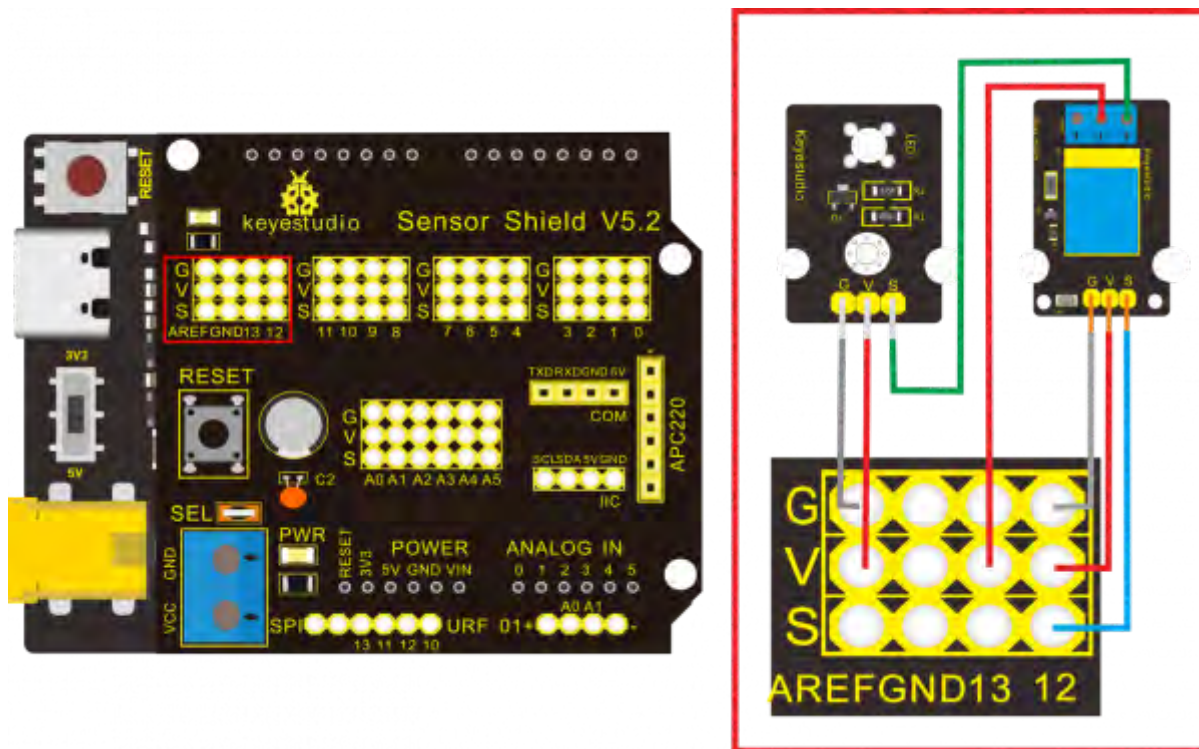 RESET
3V3
5V
keyestudio
Sensor Shield V5.2
G
V
S
AREFGND13 12
G
V
S
11 10 9 8
G
V
S
7 6 5 4
G
V
S
3 2 1 0
RESET
C2
G
V
S
A0 A1 A2 A3 A4 A5
TXDRXDGND5V
COM
SCLSDA5VGND
IIC
APC220
SEL
PWR
GND
VCC
POWER
RESET
3V3
5V GND VIN
ANALOG IN
0 1 2 3 4 5
A0 A1
SPI
URF
13 11 12 10
01+
-
Keyestudio
LED
G V S
G V S
G
V
S
AREFGND13 12